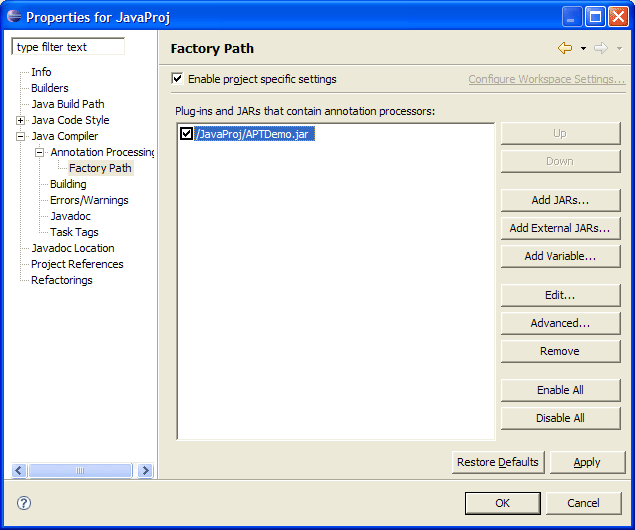 Properties for JavaProj
type filter text
Info
Builders
Java Build Path
Java Code Style
Java Compiler
Annotation Processing
Factory Path
Building
Errors/Warnings
Javadoc
Task Tags
Javadoc Location
Project References
Refactorings
Factory Path
Enable project specific settings
Configure Workspace Settings...
Plug-ins and JARs that contain annotation processors:
/JavaProj/APTDemo.jar
Up
Down
Add JARs...
Add External JARs...
Add Variable...
Edit...
Advanced...
Remove
Enable All
Disable All
Restore Defaults
Apply
?
OK
Cancel